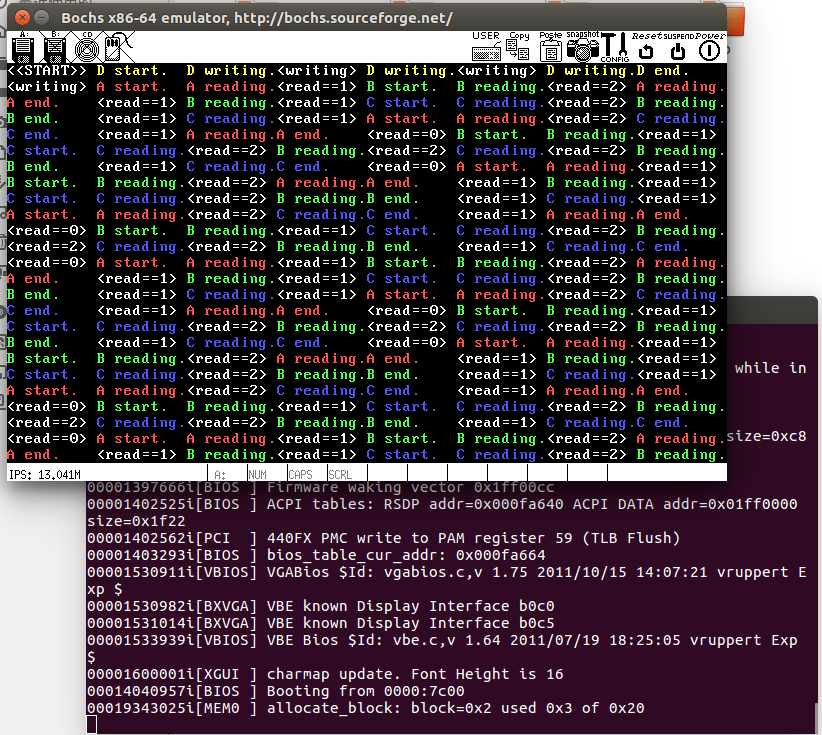 Bochs x86-64 emulator, http://bochs.sourceforge.net/
A: B: CD USER Copy Paste snapshot CONFIG Reset SUSPEND Power
<<START>> D start. D writing.<writing> D writing.<writing> D writing.D end.
<writing> A start. A reading.<read==1> B start. B reading.<read==2> A reading.
A end. <read==1> B reading.<read==1> C start. C reading.<read==2> B reading.
B end. <read==1> C reading.<read==1> A start. A reading.<read==2> C reading.
C end. <read==1> A reading.A end. <read==0> B start. B reading.<read==1>
C start. C reading.<read==2> B reading.<read==2> C reading.<read==2> B reading.
B end. <read==1> C reading.C end. <read==0> A start. A reading.<read==1>
B start. B reading.<read==2> A reading.A end. <read==1> B reading.<read==1>
C start. C reading.<read==2> B reading.B end. <read==1> C reading.<read==1>
A start. A reading.<read==2> C reading.C end. <read==1> A reading.A end.
<read==0> B start. B reading.<read==1> C start. C reading.<read==2> B reading.
<read==2> C reading.<read==2> B reading.B end. <read==1> C reading.C end.
<read==0> A start. A reading.<read==1> B start. B reading.<read==2> A reading.
A end. <read==1> B reading.<read==1> C start. C reading.<read==2> B reading.
B end. <read==1> C reading.<read==1> A start. A reading.<read==2> C reading.
C end. <read==1> A reading.A end. <read==0> B start. B reading.<read==1>
C start. C reading.<read==2> B reading.<read==2> C reading.<read==2> B reading.
B end. <read==1> C reading.C end. <read==0> A start. A reading.<read==1>
B start. B reading.<read==2> A reading.A end. <read==1> B reading.<read==1>
C start. C reading.<read==2> B reading.B end. <read==1> C reading.<read==1>
A start. A reading.<read==2> C reading.C end. <read==1> A reading.A end.
<read==0> B start. B reading.<read==1> C start. C reading.<read==2> B reading.
<read==2> C reading.<read==2> B reading.B end. <read==1> C reading.C end.
<read==0> A start. A reading.<read==1> B start. B reading.<read==2> A reading.
A end. <read==1> B reading.<read==1> C start. C reading.<read==2> B reading.
IPS: 13.041M A: NUM CAPS SCRL
while in
size=0xc8
00001397666i[BIOS ] Firmware waking vector 0x1ff00cc
00001402525i[BIOS ] ACPI tables: RSDP addr=0x000fa640 ACPI DATA addr=0x01ff0000
size=0x1f22
00001402562i[PCI  ] 440FX PMC write to PAM register 59 (TLB Flush)
00001403293i[BIOS ] bios_table_cur_addr: 0x000fa664
00001530911i[VBIOS] VGABios $Id: vgabios.c,v 1.75 2011/10/15 14:07:21 vruppert E
xp $
00001530982i[BXVGA] VBE known Display Interface b0c0
00001531014i[BXVGA] VBE known Display Interface b0c5
00001533939i[VBIOS] VBE Bios $Id: vbe.c,v 1.64 2011/07/19 18:25:05 vruppert Exp
$
00001600001i[XGUI ] charmap update. Font Height is 16
00014040957i[BIOS ] Booting from 0000:7c00
00019343025i[MEM0 ] allocate_block: block=0x2 used 0x3 of 0x20